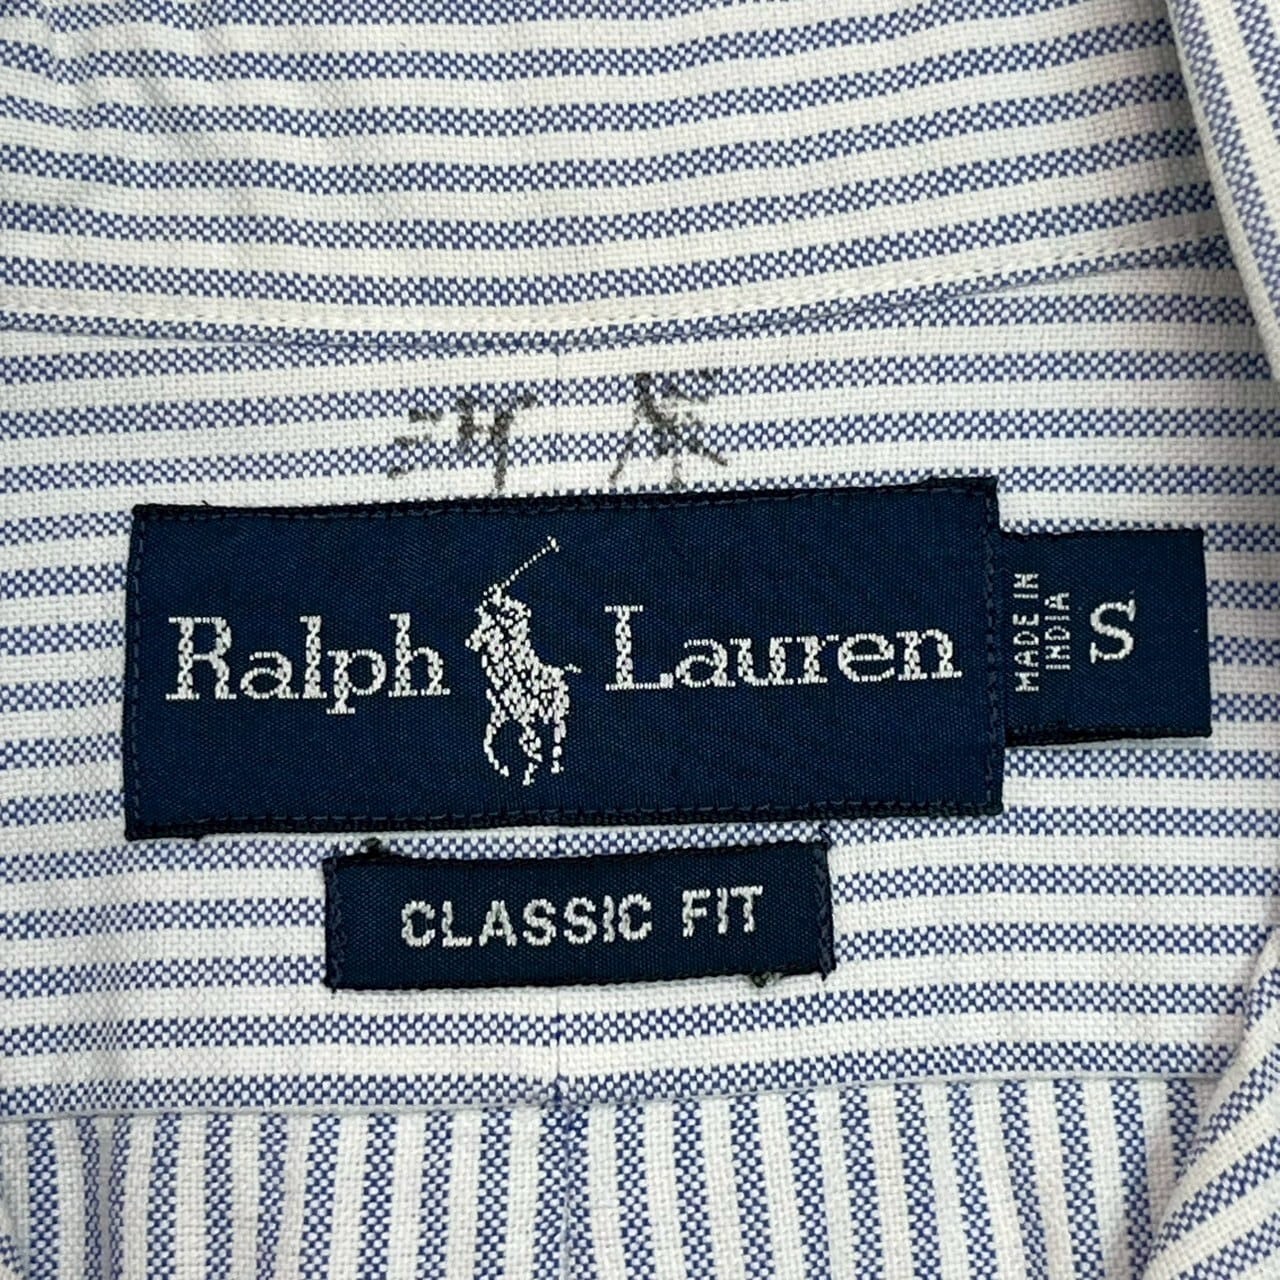 Ralph Lauren
MADE IN
INDIA
S
CLASSIC FIT